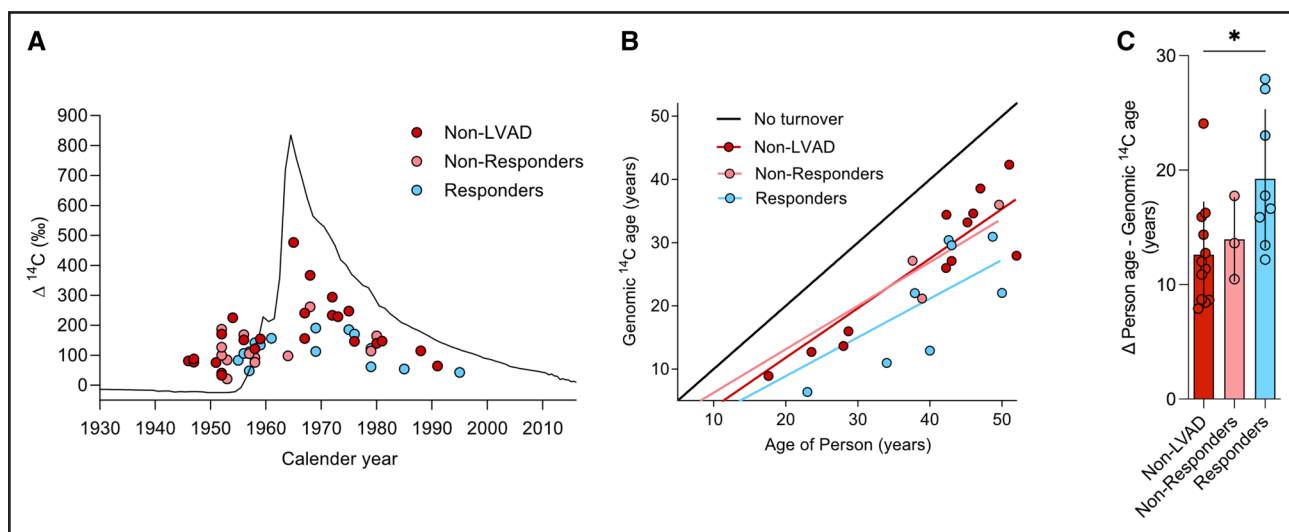 A
900
800
700
600
500
400
300
200
100
0
Δ ¹⁴C (‰)
Non-LVAD
Non-Responders
Responders
1930 1940 1950 1960 1970 1980 1990 2000 2010
Calender year
B
50
40
30
20
10
Genomic ¹⁴C age (years)
No turnover
Non-LVAD
Non-Responders
Responders
10 20 30 40 50
Age of Person (years)
C
*
30
20
10
0
Δ Person age - Genomic ¹⁴C age
(years)
Non-LVAD
Non-Responders
Responders